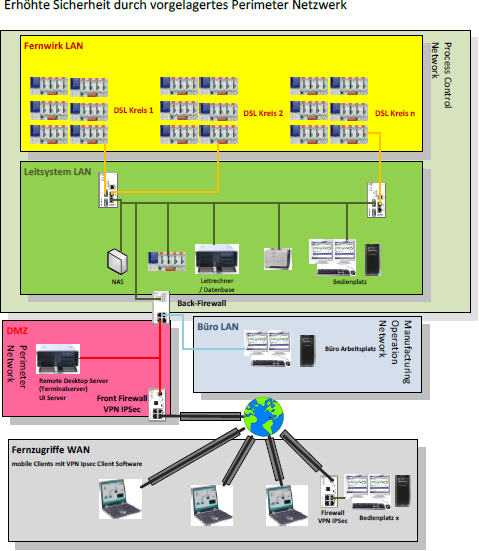 Erhöhte Sicherheit durch vorgelagertes Perimeter Netzwerk
Fernwirk LAN
Process Control
Network
DSL Kreis 1
DSL Kreis 2
DSL Kreis n
Leitsystem LAN
NAS
Leitrechner
/ Datenbase
Bedienplatz
Back-Firewall
DMZ
Perimeter
Network
Remote Desktop Server
(Terminalserver)
UI Server
Front Firewall
VPN IPSec
Büro LAN
Büro Arbeitsplatz
Manufacturing
Operation
Network
Fernzugriffe WAN
mobile Clients mit VPN Ipsec Client Software
Firewall
VPN IPSec
Bedienplatz x